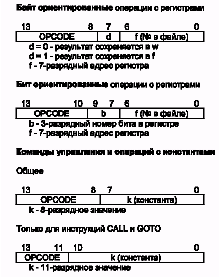 Байт ориентированные операции с регистрами
13 8 7 6 0
OPCODE d f (№ в файле)
d = 0 - результат сохраняется в w
d = 1 - результат сохраняется в f
f - 7-разрядный адрес регистра
Бит ориентированные операции с регистрами
13 10 9 7 6 0
OPCODE b f (№ в файле)
b - 3-разрядный номер бита в регистре
f - 7-разрядный адрес регистра
Команды управления и операций с константами
Общее
13 8 7 0
OPCODE k (константа)
k - 8-разрядное значение
Только для инструкций CALL и GOTO
13 11 10 0
OPCODE k (константа)
k - 11-разрядное значение